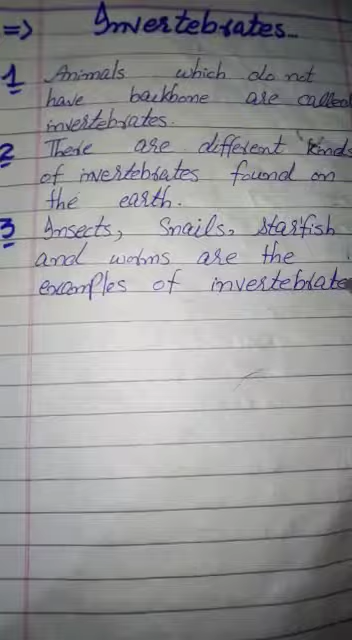 => Invertebrates...
1 Animals which do not
have backbone are called
invertebrates.
2 There are different kinds
of invertebrates found on
the earth.
3 Insects, Snails, starfish
and worms are the
examples of invertebrate